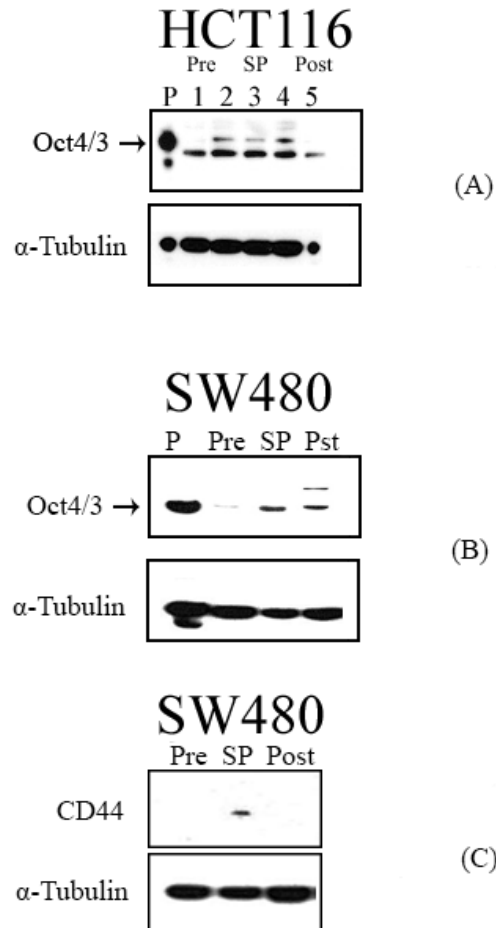 HCT116
Pre SP Post
P 1 2 3 4 5
Oct4/3 →
(A)
α-Tubulin
SW480
P Pre SP Pst
Oct4/3 →
(B)
α-Tubulin
SW480
Pre SP Post
CD44
(C)
α-Tubulin